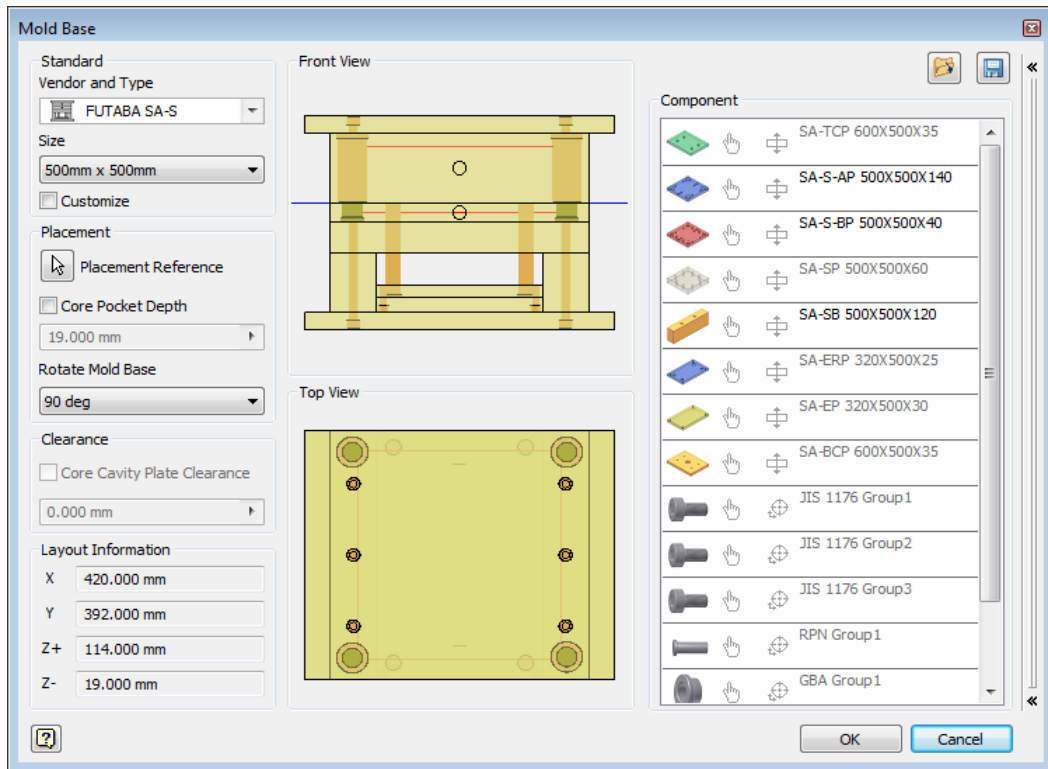 Mold Base
Standard
Vendor and Type
FUTABA SA-S
Size
500mm x 500mm
Customize
Placement
Placement Reference
Core Pocket Depth
19.000 mm
Rotate Mold Base
90 deg
Clearance
Core Cavity Plate Clearance
0.000 mm
Layout Information
X 420.000 mm
Y 392.000 mm
Z+ 114.000 mm
Z- 19.000 mm
Front View
Top View
Component
SA-TCP 600X500X35
SA-S-AP 500X500X140
SA-S-BP 500X500X40
SA-SP 500X500X60
SA-SB 500X500X120
SA-ERP 320X500X25
SA-EP 320X500X30
SA-BCP 600X500X35
JIS 1176 Group1
JIS 1176 Group2
JIS 1176 Group3
RPN Group1
GBA Group1
OK
Cancel